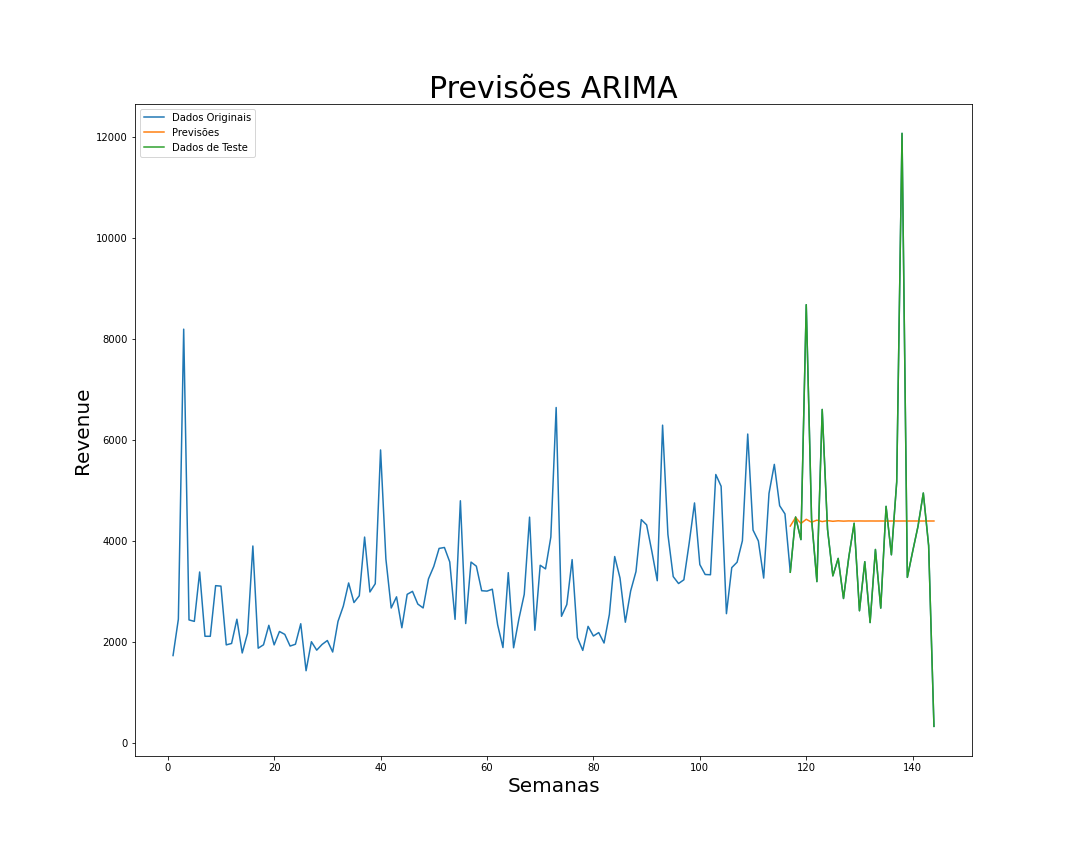 Previsões ARIMA
Dados Originais
Previsões
Dados de Teste
12000
10000
8000
6000
4000
2000
0
Revenue
0 20 40 60 80 100 120 140
Semanas